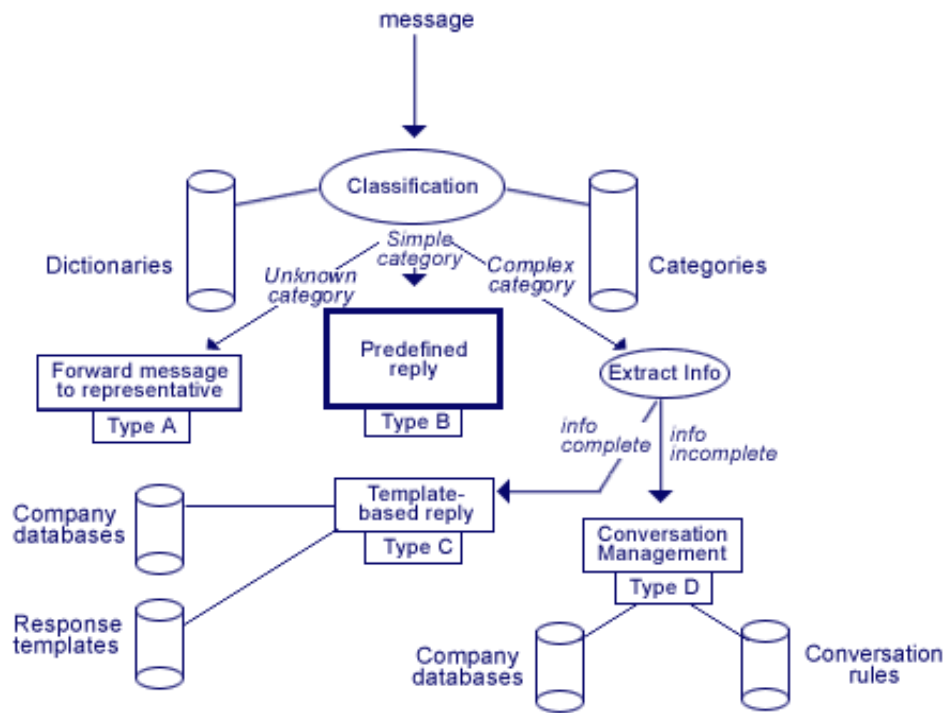 message
Classification
Dictionaries
Categories
Simple
category
Unknown
category
Complex
category
Forward message
to representative
Type A
Predefined
reply
Type B
Extract Info
info
complete
info
incomplete
Company
databases
Template-
based reply
Type C
Conversation
Management
Type D
Response
templates
Company
databases
Conversation
rules